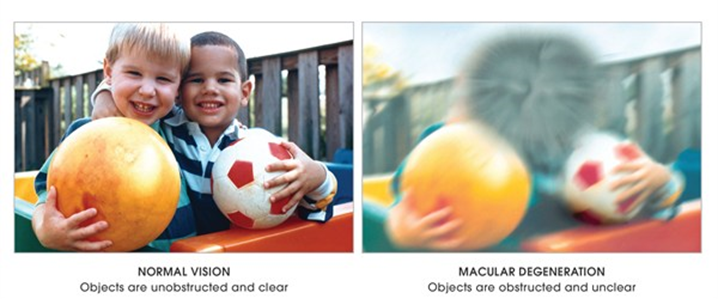 NORMAL VISION
Objects are unobstructed and clear
MACULAR DEGENERATION
Objects are obstructed and unclear